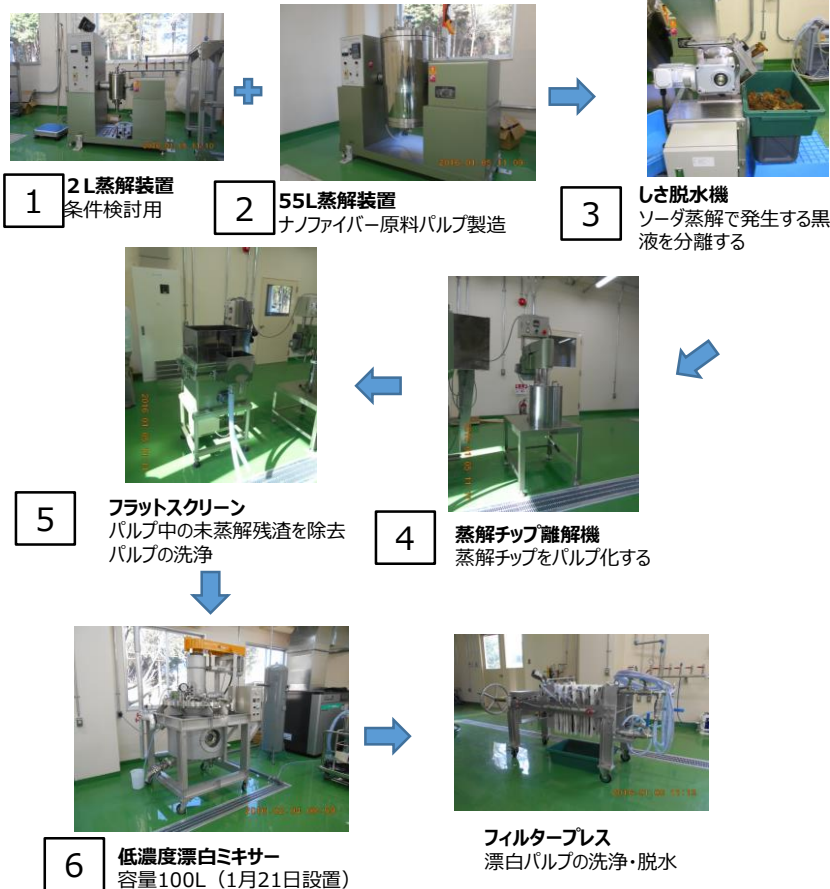 1
2L蒸解装置
条件検討用
2
55L蒸解装置
ナノファイバー原料パルプ製造
3
しさ脱水機
ソーダ蒸解で発生する黒
液を分離する
4
蒸解チップ離解機
蒸解チップをパルプ化する
5
フラットスクリーン
パルプ中の未蒸解残渣を除去
パルプの洗浄
6
低濃度漂白ミキサー
容量100L(1月21日設置)
フィルタープレス
漂白パルプの洗浄・脱水